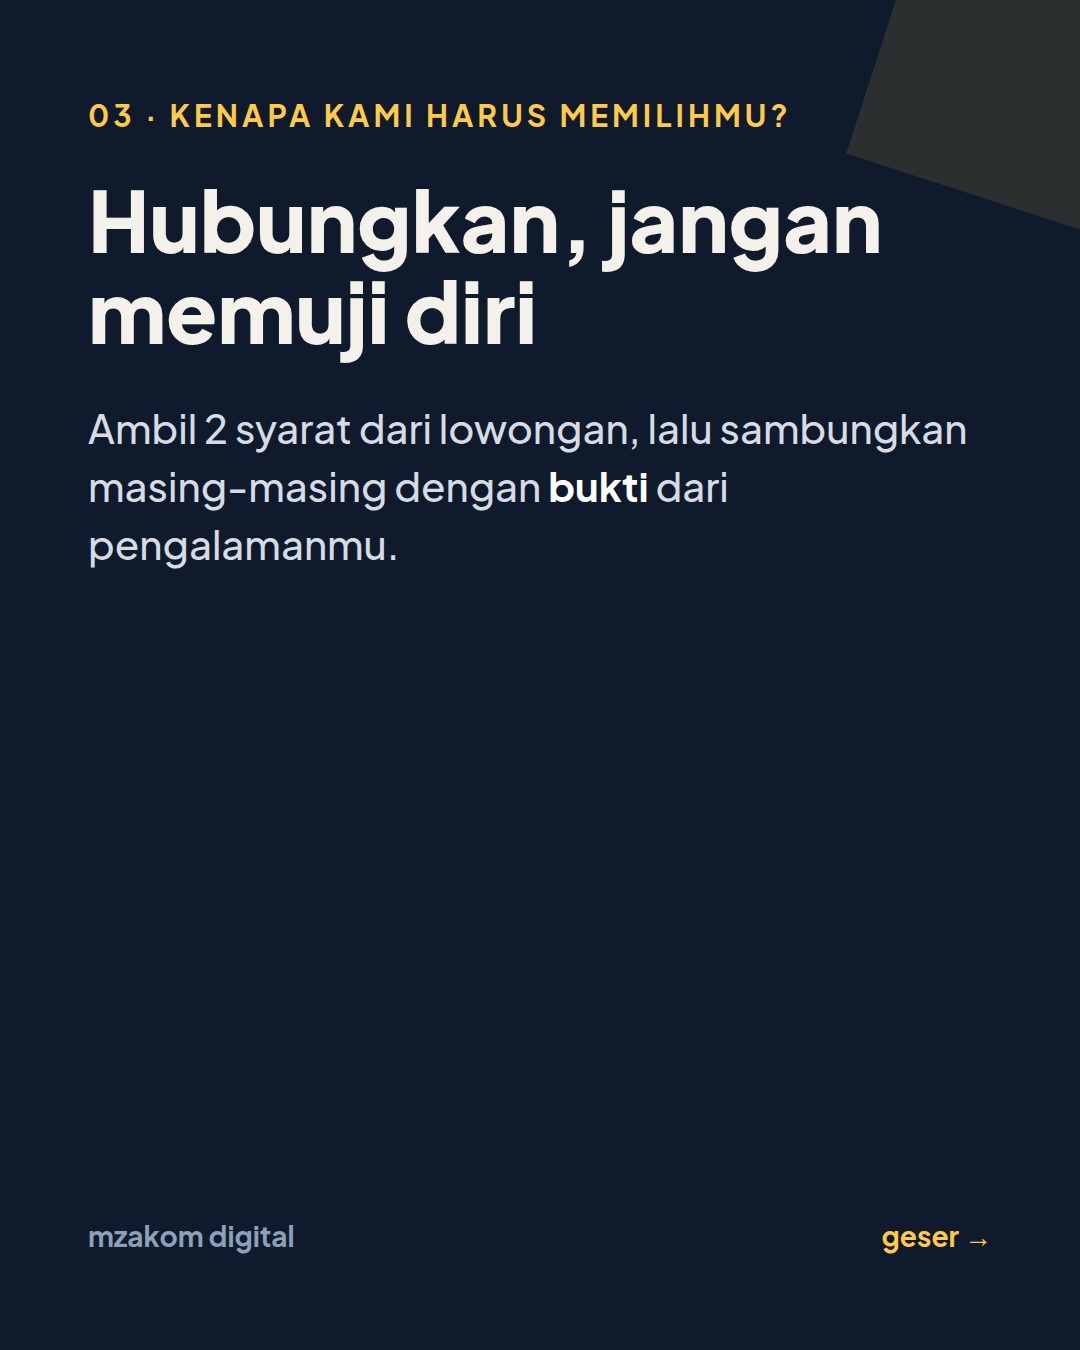 03 · KENAPA KAMI HARUS MEMILIHMU?
Hubungkan, jangan
memuji diri
Ambil 2 syarat dari lowongan, lalu sambungkan
masing-masing dengan bukti dari
pengalamanmu.
mzakom digital
geser →